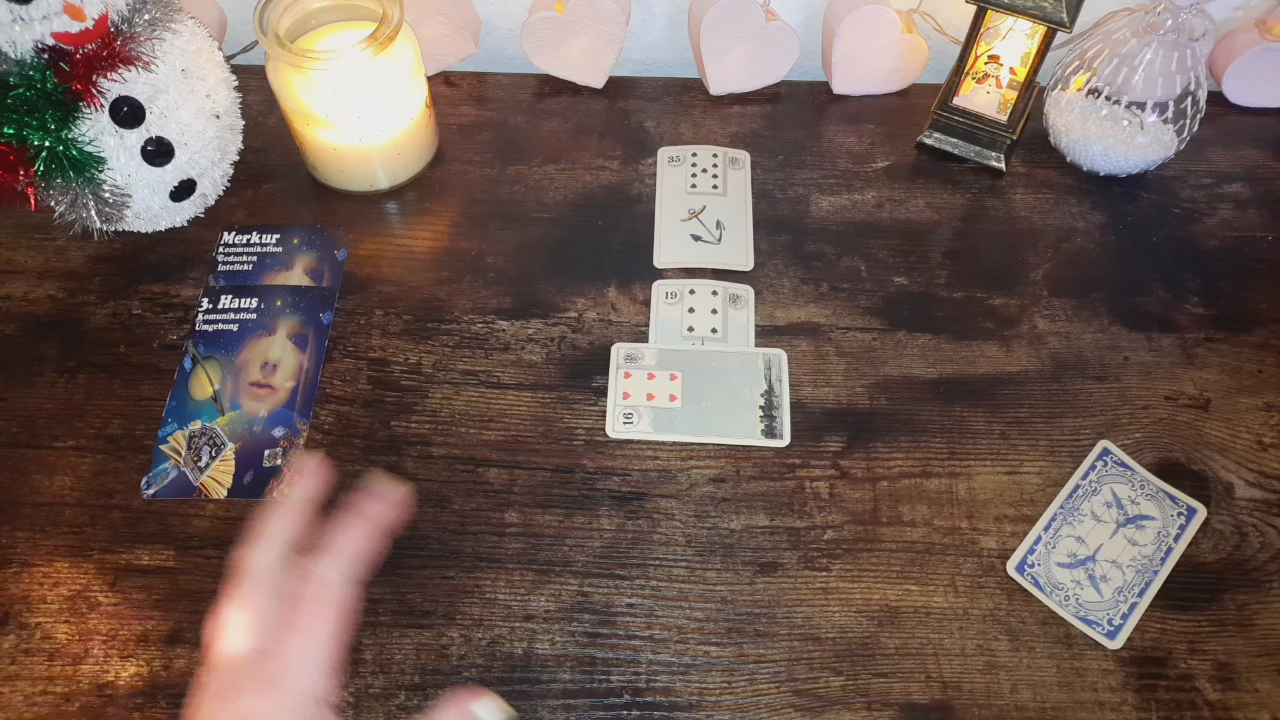 Merkur
Kommunikation
Gedanken
Intellekt
3. Haus
Komunikation
Umgebung
35
19
16